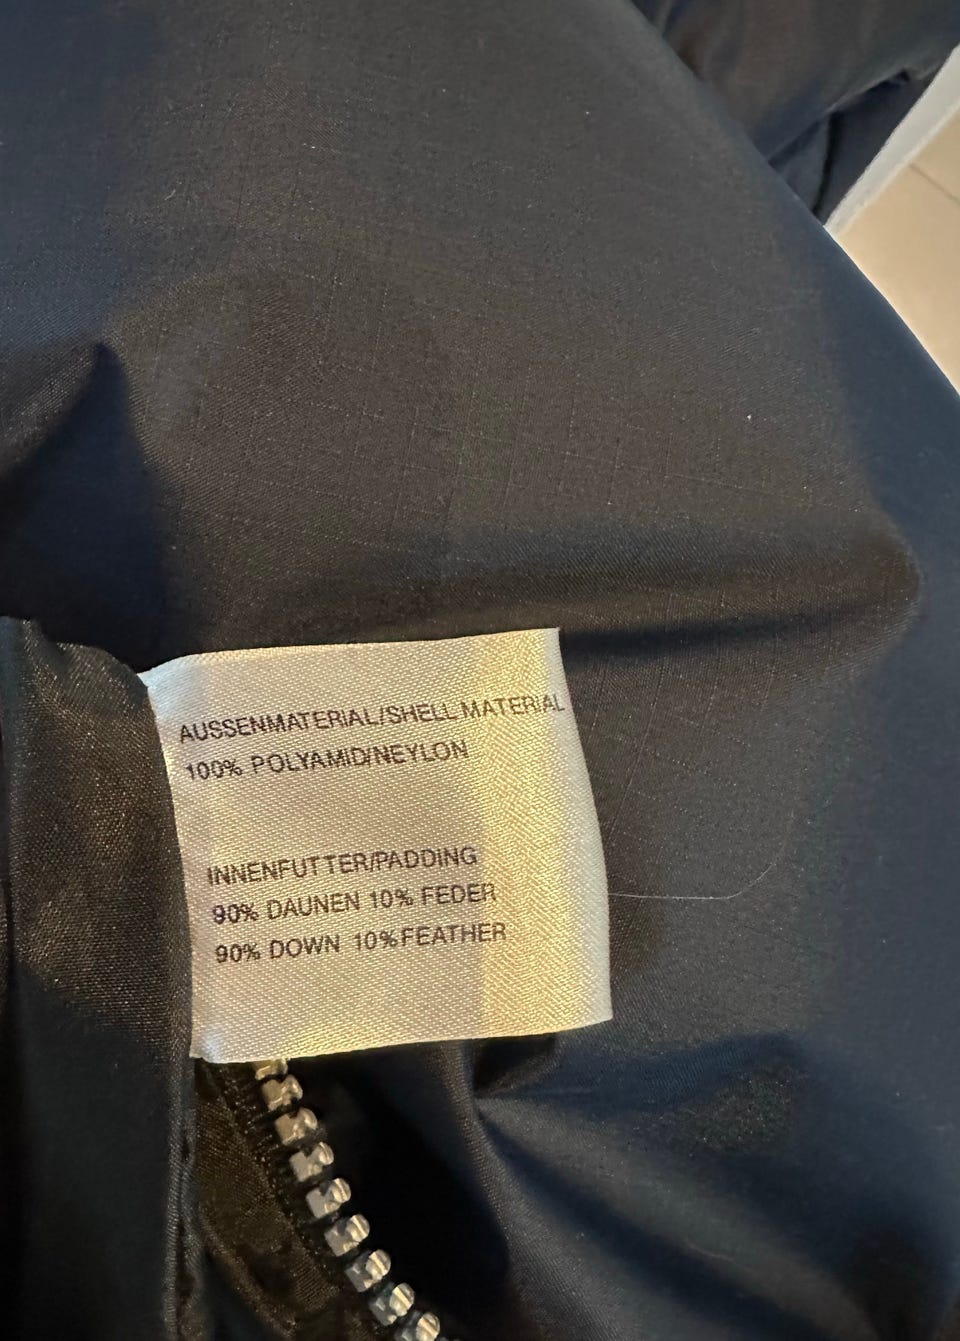 AUSSENMATERIAL/SHELL MATERIAL
100% POLYAMID/NEYLON
INNENFUTTER/PADDING
90% DAUNEN 10% FEDER
90% DOWN 10% FEATHER